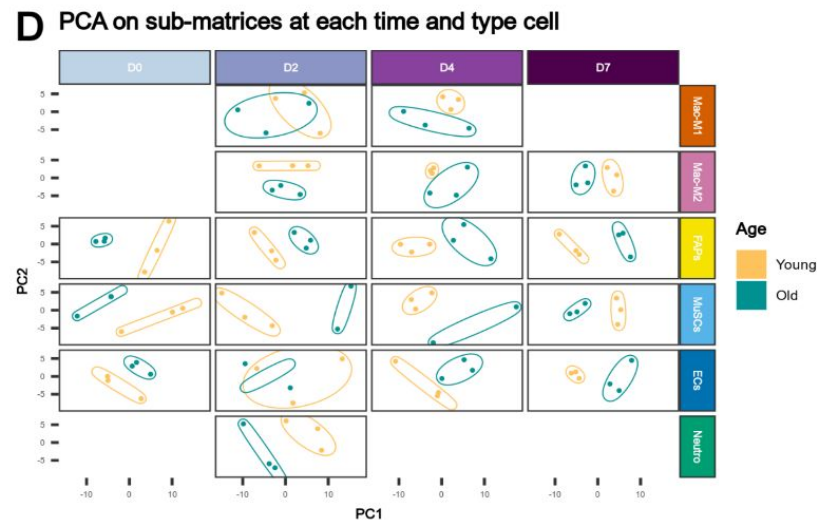 D PCA on sub-matrices at each time and type cell
D0 D2 D4 D7
5
0
-5
Mac-M1
5
0
-5
Mac-M2
5
0
-5
FAPs
5
0
-5
MuSCs
5
0
-5
ECs
5
0
-5
Neutro
PC2
-10 0 10 -10 0 10 -10 0 10 -10 0 10
PC1
Age
Young
Old